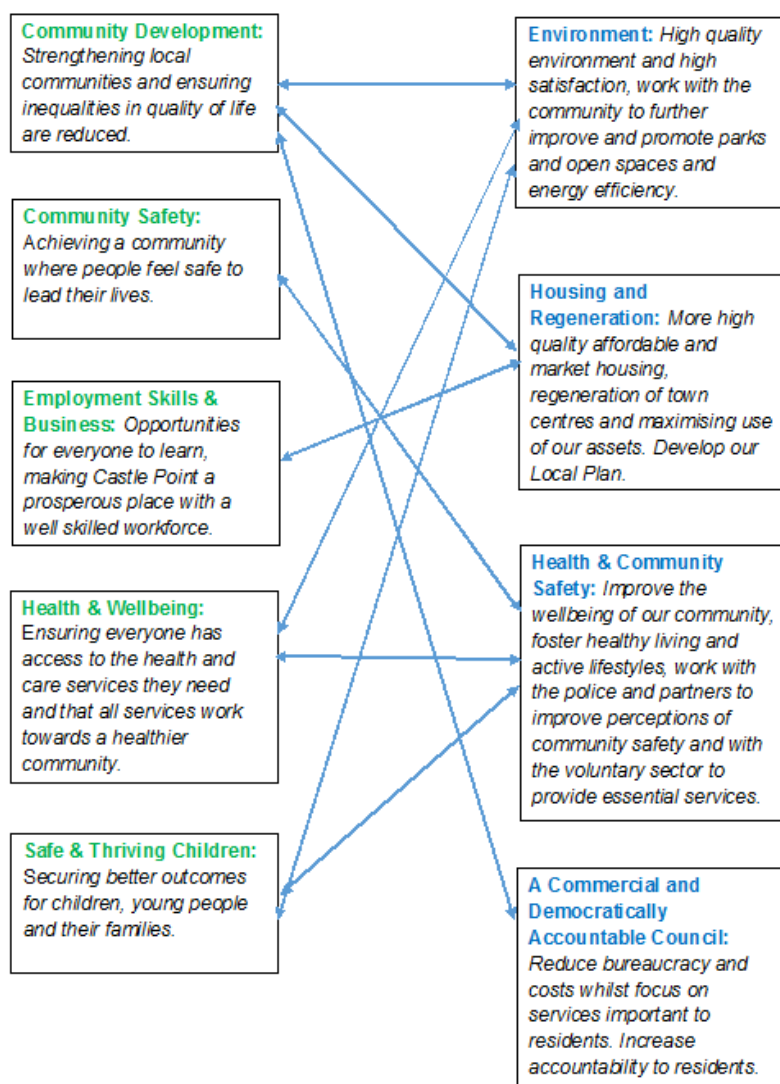 Community Development:
Strengthening local
communities and ensuring
inequalities in quality of life
are reduced.
Community Safety:
Achieving a community
where people feel safe to
lead their lives.
Employment Skills &
Business: Opportunities
for everyone to learn,
making Castle Point a
prosperous place with a
well skilled workforce.
Health & Wellbeing:
Ensuring everyone has
access to the health and
care services they need
and that all services work
towards a healthier
community.
Safe & Thriving Children:
Securing better outcomes
for children, young people
and their families.
Environment: High quality
environment and high
satisfaction, work with the
community to further
improve and promote parks
and open spaces and
energy efficiency.
Housing and
Regeneration: More high
quality affordable and
market housing,
regeneration of town
centres and maximising use
of our assets. Develop our
Local Plan.
Health & Community
Safety: Improve the
wellbeing of our community,
foster healthy living and
active lifestyles, work with
the police and partners to
improve perceptions of
community safety and with
the voluntary sector to
provide essential services.
A Commercial and
Democratically
Accountable Council:
Reduce bureaucracy and
costs whilst focus on
services important to
residents. Increase
accountability to residents.